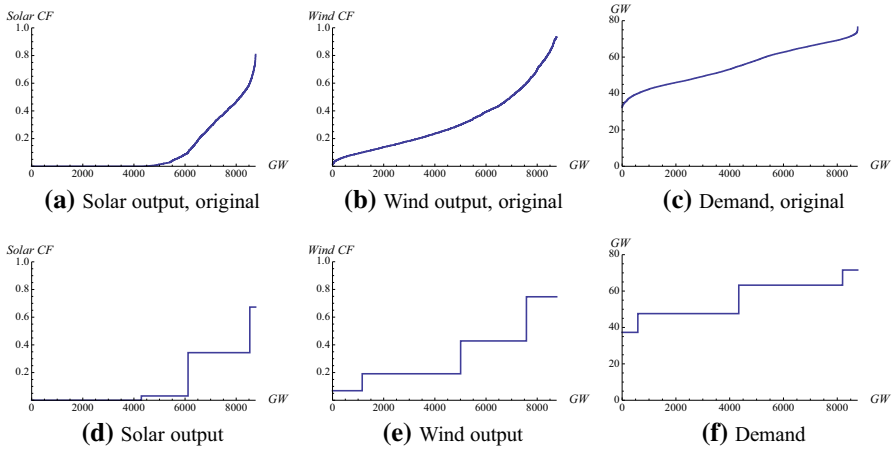 Solar CF
1.0
0.8
0.6
0.4
0.2
0 2000 4000 6000 8000 GW
(a) Solar output, original
Wind CF
1.0
0.8
0.6
0.4
0.2
0 2000 4000 6000 8000 GW
(b) Wind output, original
GW
80
60
40
20
0
0 2000 4000 6000 8000 GW
(c) Demand, original
Solar CF
1.0
0.8
0.6
0.4
0.2
0 2000 4000 6000 8000 GW
(d) Solar output
Wind CF
1.0
0.8
0.6
0.4
0.2
0 2000 4000 6000 8000 GW
(e) Wind output
GW
80
60
40
20
0
0 2000 4000 6000 8000 GW
(f) Demand